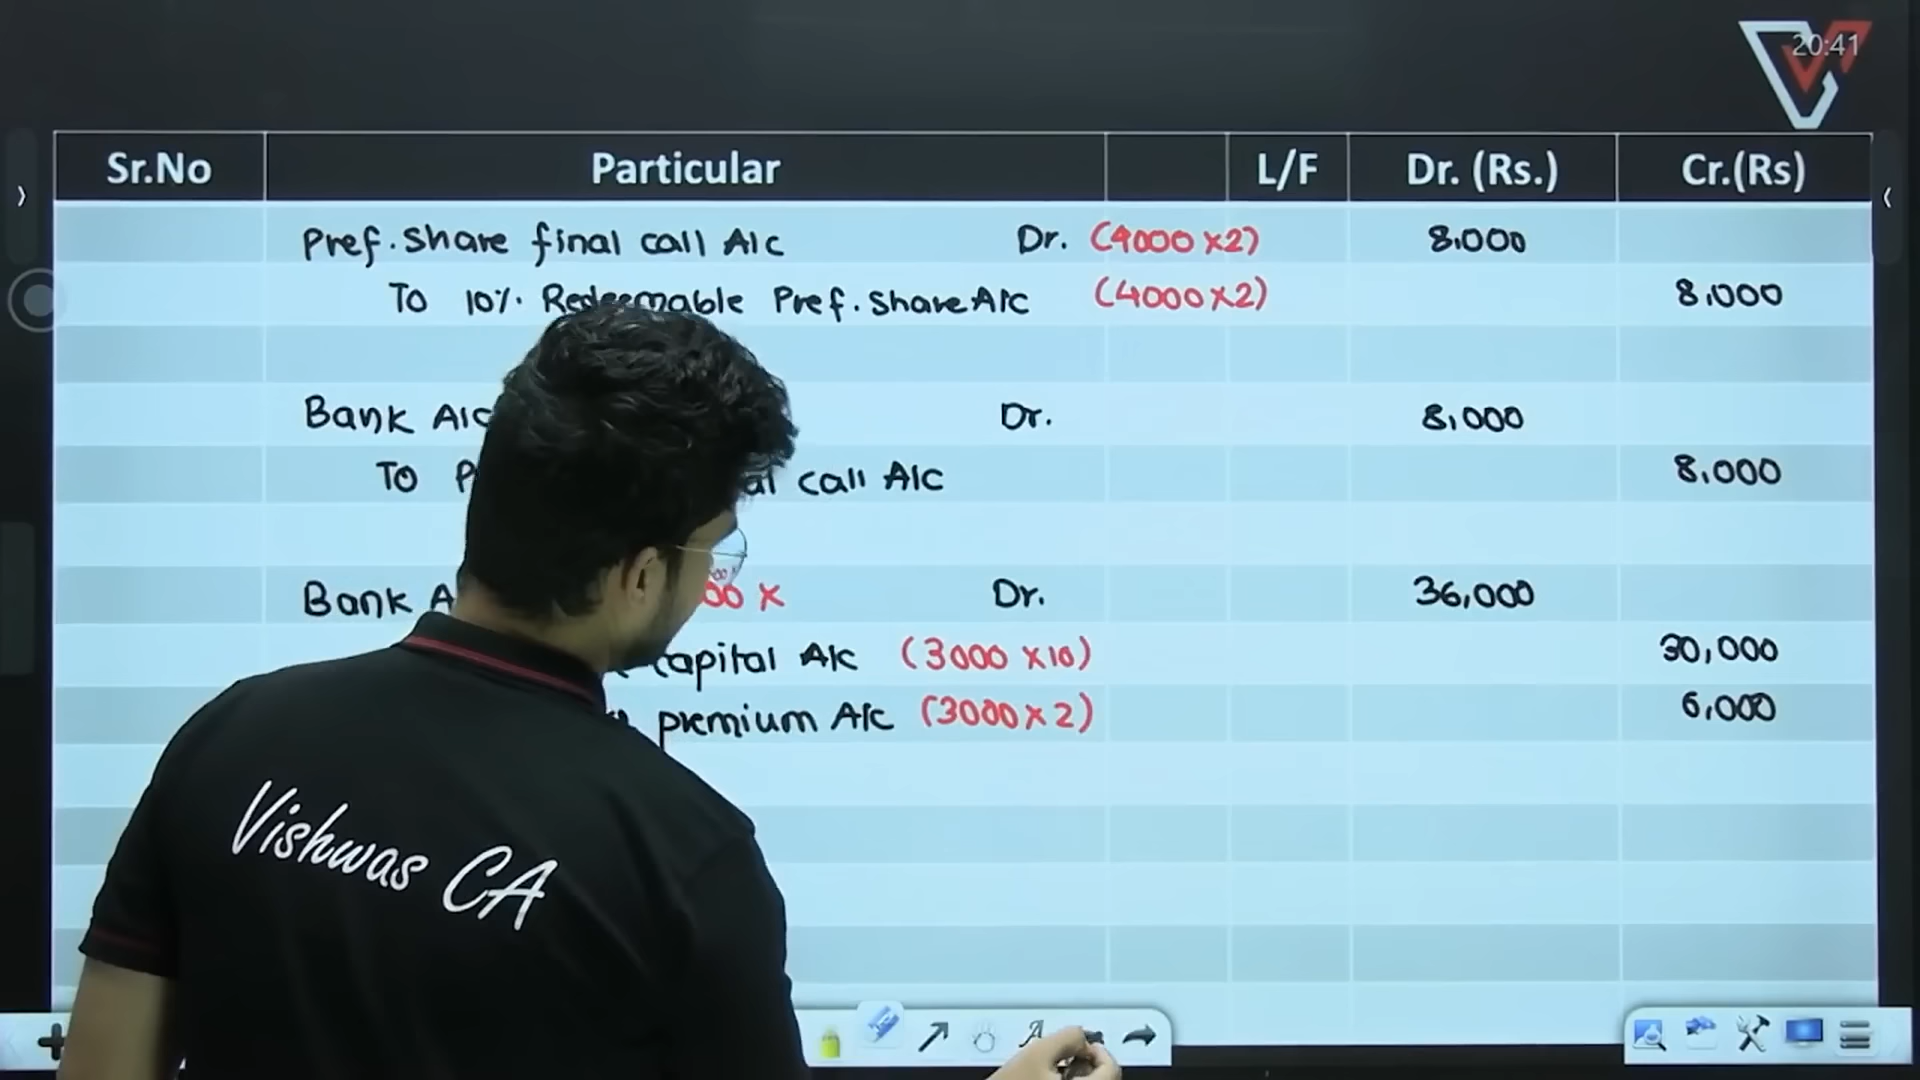 20:41
Sr.No Particular L/F Dr. (Rs.) Cr.(Rs)
Pref. Share final call A/c Dr. (4000 x 2) 8,000
To 10%. Redeemable Pref. Share A/c (4000 x 2) 8,000
Bank A/c Dr. 8,000
To call A/c 8,000
Bank x Dr. 36,000
capital A/c (3000 x 10) 30,000
premium A/c (3000 x 2) 6,000
Vishwas CA